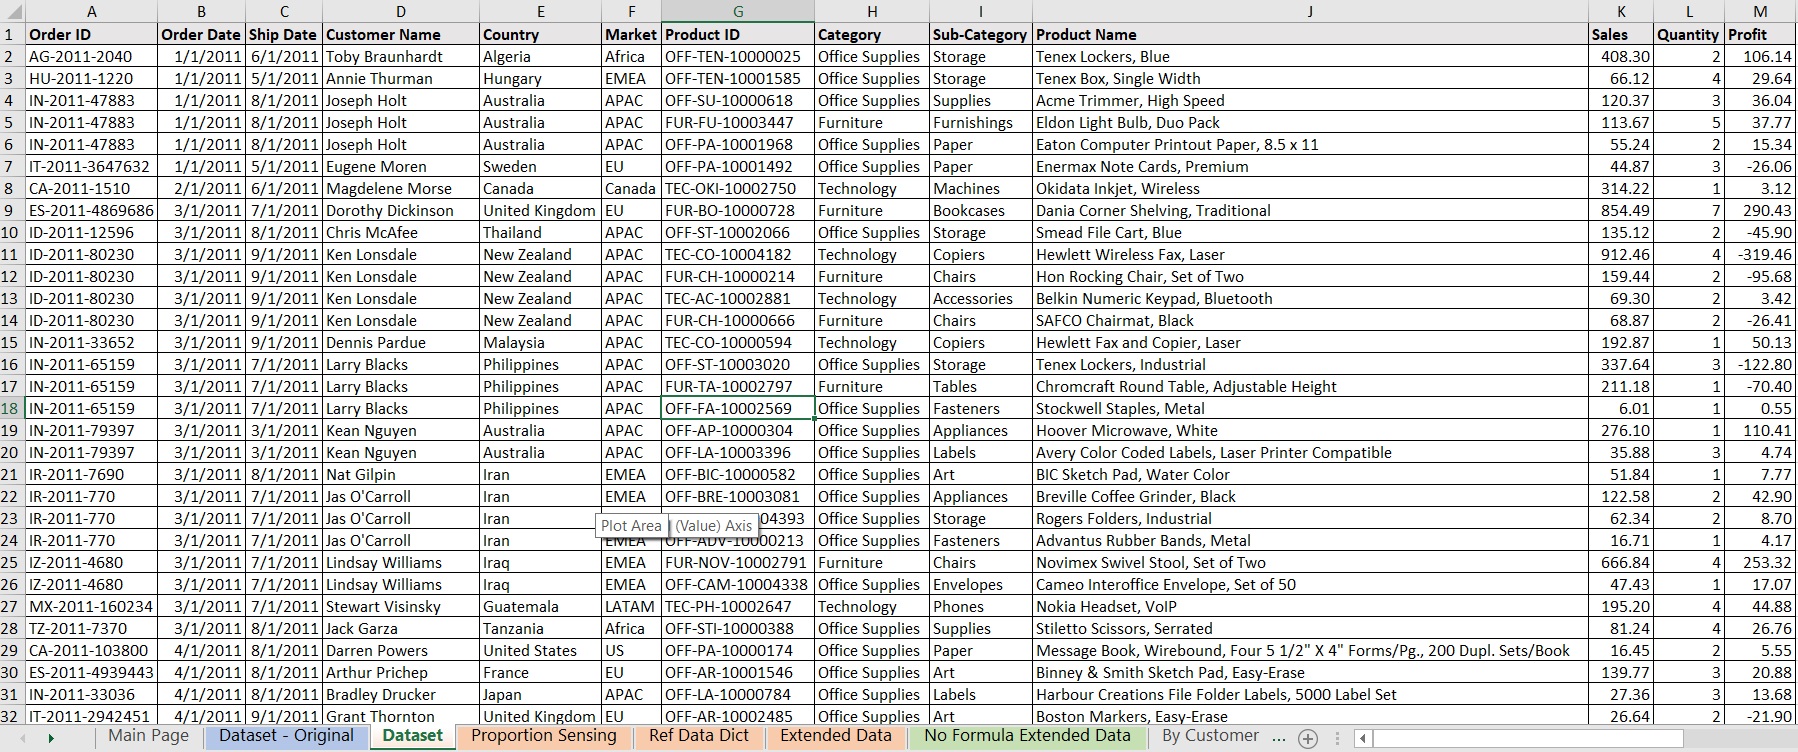 A B C D E F G H I J K L M
1 Order ID Order Date Ship Date Customer Name Country Market Product ID Category Sub-Category Product Name Sales Quantity Profit
2 AG-2011-2040 1/1/2011 6/1/2011 Toby Braunhardt Algeria Africa OFF-TEN-10000025 Office Supplies Storage Tenex Lockers, Blue 408.30 2 106.14
3 HU-2011-1220 1/1/2011 5/1/2011 Annie Thurman Hungary EMEA OFF-TEN-10001585 Office Supplies Storage Tenex Box, Single Width 66.12 4 29.64
4 IN-2011-47883 1/1/2011 8/1/2011 Joseph Holt Australia APAC OFF-SU-10000618 Office Supplies Supplies Acme Trimmer, High Speed 120.37 3 36.04
5 IN-2011-47883 1/1/2011 8/1/2011 Joseph Holt Australia APAC FUR-FU-10003447 Furniture Furnishings Eldon Light Bulb, Duo Pack 113.67 5 37.77
6 IN-2011-47883 1/1/2011 8/1/2011 Joseph Holt Australia APAC OFF-PA-10001968 Office Supplies Paper Eaton Computer Printout Paper, 8.5 x 11 55.24 2 15.34
7 IT-2011-3647632 1/1/2011 5/1/2011 Eugene Moren Sweden EU OFF-PA-10001492 Office Supplies Paper Enermax Note Cards, Premium 44.87 3 -26.06
8 CA-2011-1510 2/1/2011 6/1/2011 Magdelene Morse Canada Canada TEC-OKI-10002750 Technology Machines Okidata Inkjet, Wireless 314.22 1 3.12
9 ES-2011-4869686 3/1/2011 7/1/2011 Dorothy Dickinson United Kingdom EU FUR-BO-10000728 Furniture Bookcases Dania Corner Shelving, Traditional 854.49 7 290.43
10 ID-2011-12596 3/1/2011 8/1/2011 Chris McAfee Thailand APAC OFF-ST-10002066 Office Supplies Storage Smead File Cart, Blue 135.12 2 -45.90
11 ID-2011-80230 3/1/2011 9/1/2011 Ken Lonsdale New Zealand APAC TEC-CO-10004182 Technology Copiers Hewlett Wireless Fax, Laser 912.46 4 -319.46
12 ID-2011-80230 3/1/2011 9/1/2011 Ken Lonsdale New Zealand APAC FUR-CH-10000214 Furniture Chairs Hon Rocking Chair, Set of Two 159.44 2 -95.68
13 ID-2011-80230 3/1/2011 9/1/2011 Ken Lonsdale New Zealand APAC TEC-AC-10002881 Technology Accessories Belkin Numeric Keypad, Bluetooth 69.30 2 3.42
14 ID-2011-80230 3/1/2011 9/1/2011 Ken Lonsdale New Zealand APAC FUR-CH-10000666 Furniture Chairs SAFCO Chairmat, Black 68.87 2 -26.41
15 IN-2011-33652 3/1/2011 9/1/2011 Dennis Pardue Malaysia APAC TEC-CO-10000594 Technology Copiers Hewlett Fax and Copier, Laser 192.87 1 50.13
16 IN-2011-65159 3/1/2011 7/1/2011 Larry Blacks Philippines APAC OFF-ST-10003020 Office Supplies Storage Tenex Lockers, Industrial 337.64 3 -122.80
17 IN-2011-65159 3/1/2011 7/1/2011 Larry Blacks Philippines APAC FUR-TA-10002797 Furniture Tables Chromcraft Round Table, Adjustable Height 211.18 1 -70.40
18 IN-2011-65159 3/1/2011 7/1/2011 Larry Blacks Philippines APAC OFF-FA-10002569 Office Supplies Fasteners Stockwell Staples, Metal 6.01 1 0.55
19 IN-2011-79397 3/1/2011 3/1/2011 Kean Nguyen Australia APAC OFF-AP-10000304 Office Supplies Appliances Hoover Microwave, White 276.10 1 110.41
20 IN-2011-79397 3/1/2011 3/1/2011 Kean Nguyen Australia APAC OFF-LA-10003396 Office Supplies Labels Avery Color Coded Labels, Laser Printer Compatible 35.88 3 4.74
21 IR-2011-7690 3/1/2011 8/1/2011 Nat Gilpin Iran EMEA OFF-BIC-10000582 Office Supplies Art BIC Sketch Pad, Water Color 51.84 1 7.77
22 IR-2011-770 3/1/2011 7/1/2011 Jas O'Carroll Iran EMEA OFF-BRE-10003081 Office Supplies Appliances Breville Coffee Grinder, Black 122.58 2 42.90
23 IR-2011-770 3/1/2011 7/1/2011 Jas O'Carroll Iran Plot Area (Value) Axis 04393 Office Supplies Storage Rogers Folders, Industrial 62.34 2 8.70
24 IR-2011-770 3/1/2011 7/1/2011 Jas O'Carroll Iran EMEA OFF-ADV-10000213 Office Supplies Fasteners Advantus Rubber Bands, Metal 16.71 1 4.17
25 IZ-2011-4680 3/1/2011 7/1/2011 Lindsay Williams Iraq EMEA FUR-NOV-10002791 Furniture Chairs Novimex Swivel Stool, Set of Two 666.84 4 253.32
26 IZ-2011-4680 3/1/2011 7/1/2011 Lindsay Williams Iraq EMEA OFF-CAM-10004338 Office Supplies Envelopes Cameo Interoffice Envelope, Set of 50 47.43 1 17.07
27 MX-2011-160234 3/1/2011 7/1/2011 Stewart Visinsky Guatemala LATAM TEC-PH-10002647 Technology Phones Nokia Headset, VoIP 195.20 4 44.88
28 TZ-2011-7370 3/1/2011 8/1/2011 Jack Garza Tanzania Africa OFF-STI-10000388 Office Supplies Supplies Stiletto Scissors, Serrated 81.24 4 26.76
29 CA-2011-103800 4/1/2011 8/1/2011 Darren Powers United States US OFF-PA-10000174 Office Supplies Paper Message Book, Wirebound, Four 5 1/2" X 4" Forms/Pg., 200 Dupl. Sets/Book 16.45 2 5.55
30 ES-2011-4939443 4/1/2011 8/1/2011 Arthur Prichep France EU OFF-AR-10001546 Office Supplies Art Binney & Smith Sketch Pad, Easy-Erase 139.77 3 20.88
31 IN-2011-33036 4/1/2011 8/1/2011 Bradley Drucker Japan APAC OFF-LA-10000784 Office Supplies Labels Harbour Creations File Folder Labels, 5000 Label Set 27.36 3 13.68
32 IT-2011-2942451 4/1/2011 9/1/2011 Grant Thornton United Kingdom EU OFF-AR-10002485 Office Supplies Art Boston Markers, Easy-Erase 26.64 2 -21.90
Main Page Dataset - Original Dataset Proportion Sensing Ref Data Dict Extended Data No Formula Extended Data By Customer ...